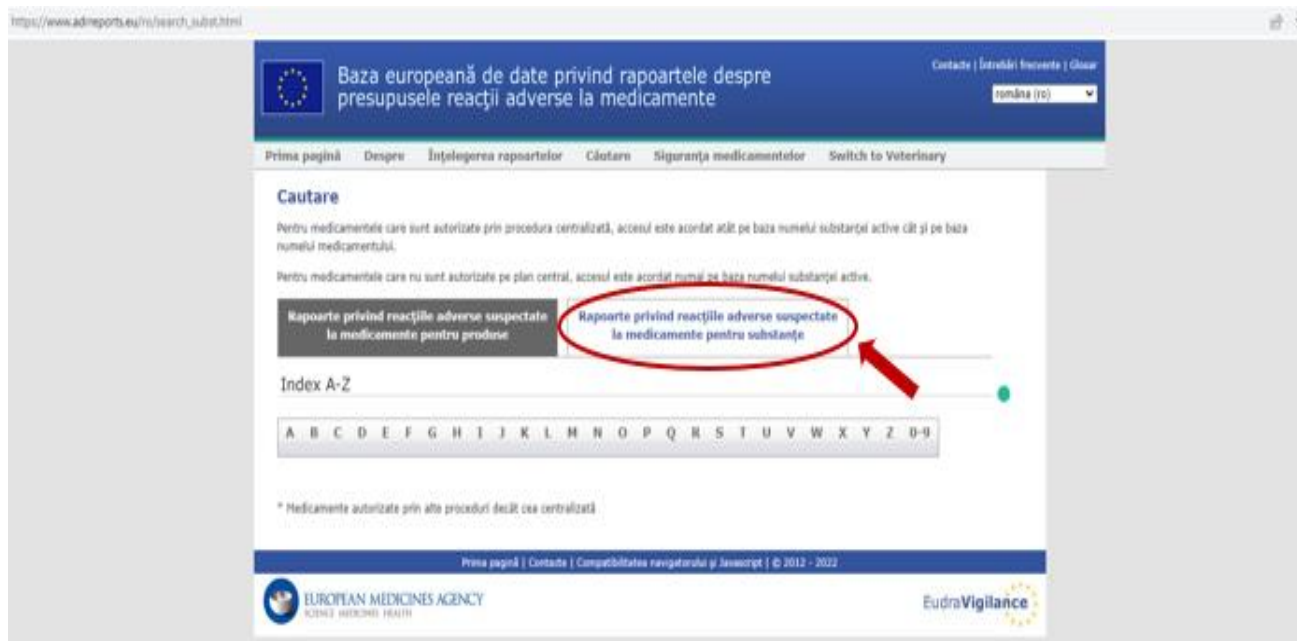 https://www.adrreports.eu/ro/search_subst.html
Baza europeană de date privind rapoartele despre
presupusele reacţii adverse la medicamente
Contacte | Întrebări frecvente | Glosar
româna (ro)
Prima pagină Despre Înţelegerea rapoartelor Căutare Siguranţa medicamentelor Switch to Veterinary
Cautare
Pentru medicamentele care sunt autorizate prin procedura centralizată, accesul este acordat atât pe baza numelui substanţei active cât şi pe baza
numelui medicamentului.
Pentru medicamentele care nu sunt autorizate pe plan central, accesul este acordat numai pe baza numelui substanţei active.
Rapoarte privind reacţiile adverse suspectate
la medicamente pentru produse
Rapoarte privind reacţiile adverse suspectate
la medicamente pentru substanţe
Index A-Z
A B C D E F G H I J K L M N O P Q R S T U V W X Y Z 0-9
* Medicamente autorizate prin alte proceduri decât cea centralizată
Prima pagină | Contacte | Compatibilitatea navigatorului şi Javascript | © 2012 - 2022
EUROPEAN MEDICINES AGENCY
SCIENCE MEDICINES HEALTH
EudraVigilance